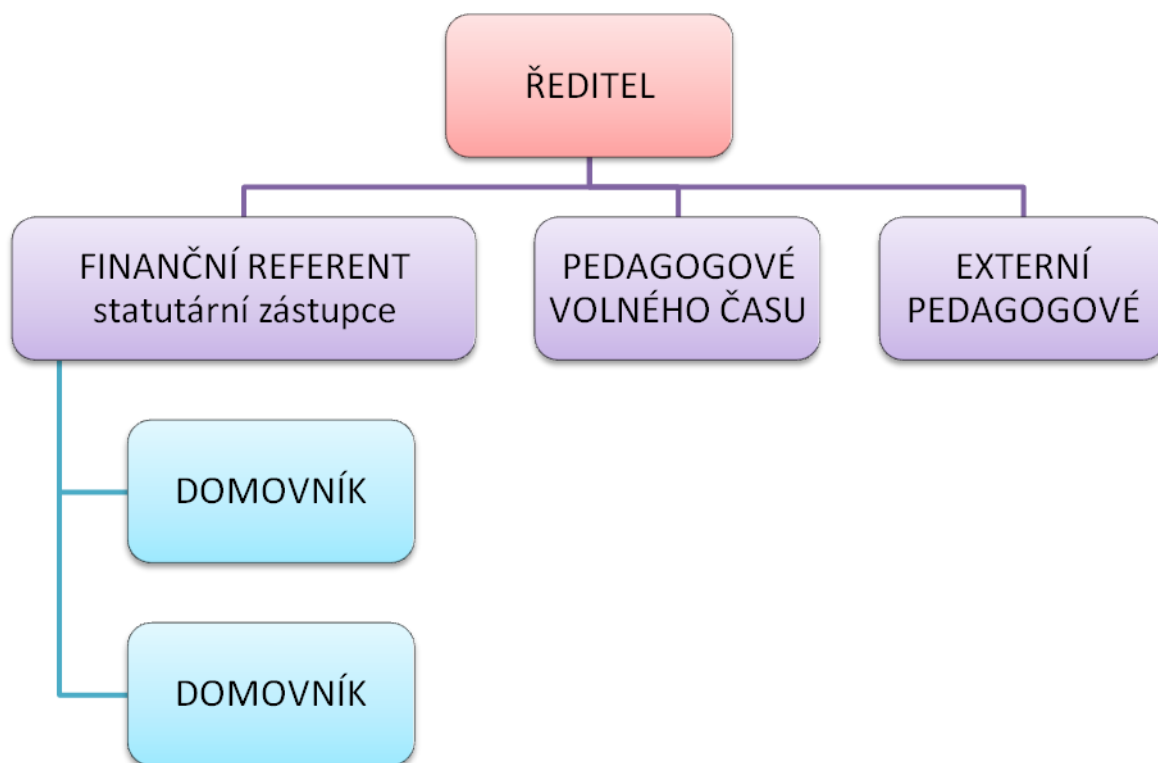 ŘEDITEL
FINANČNÍ REFERENT
statutární zástupce
PEDAGOGOVÉ
VOLNÉHO ČASU
EXTERNÍ
PEDAGOGOVÉ
DOMOVNÍK
DOMOVNÍK